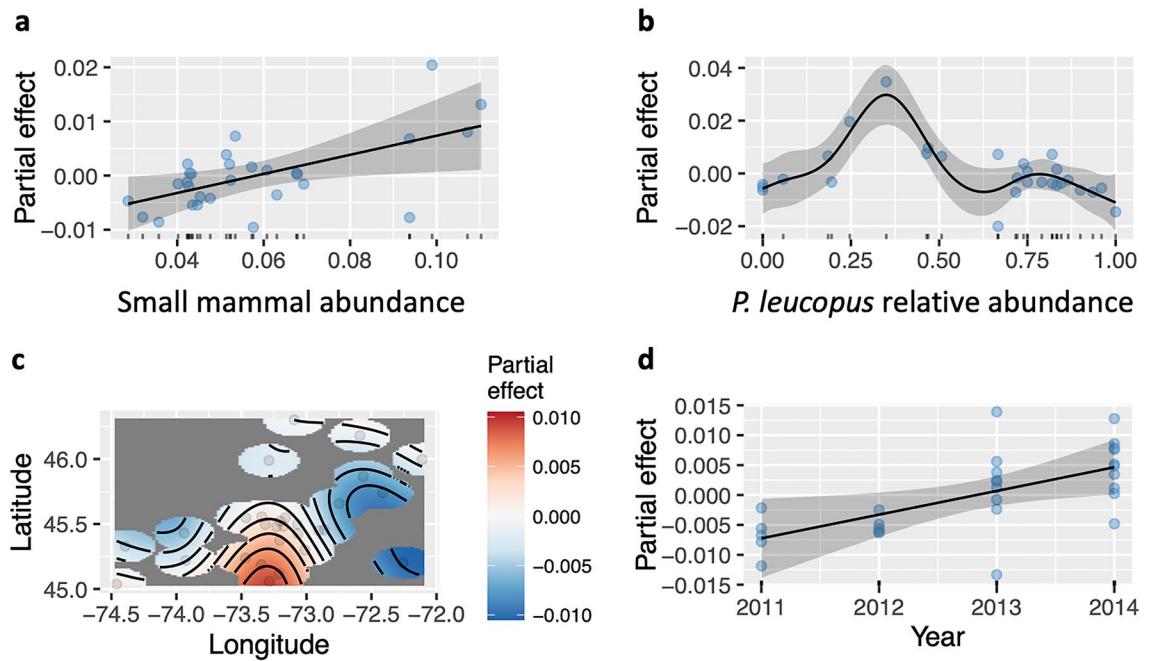 a
0.02
0.01
0.00
−0.01
Partial effect
0.04 0.06 0.08 0.10
Small mammal abundance
b
0.04
0.02
0.00
−0.02
Partial effect
0.00 0.25 0.50 0.75 1.00
P. leucopus relative abundance
c
Partial
effect
0.010
0.005
0.000
−0.005
−0.010
46.0
45.5
45.0
Latitude
−74.5 −74.0 −73.5 −73.0 −72.5 −72.0
Longitude
d
0.015
0.010
0.005
0.000
−0.005
−0.010
−0.015
Partial effect
2011 2012 2013 2014
Year